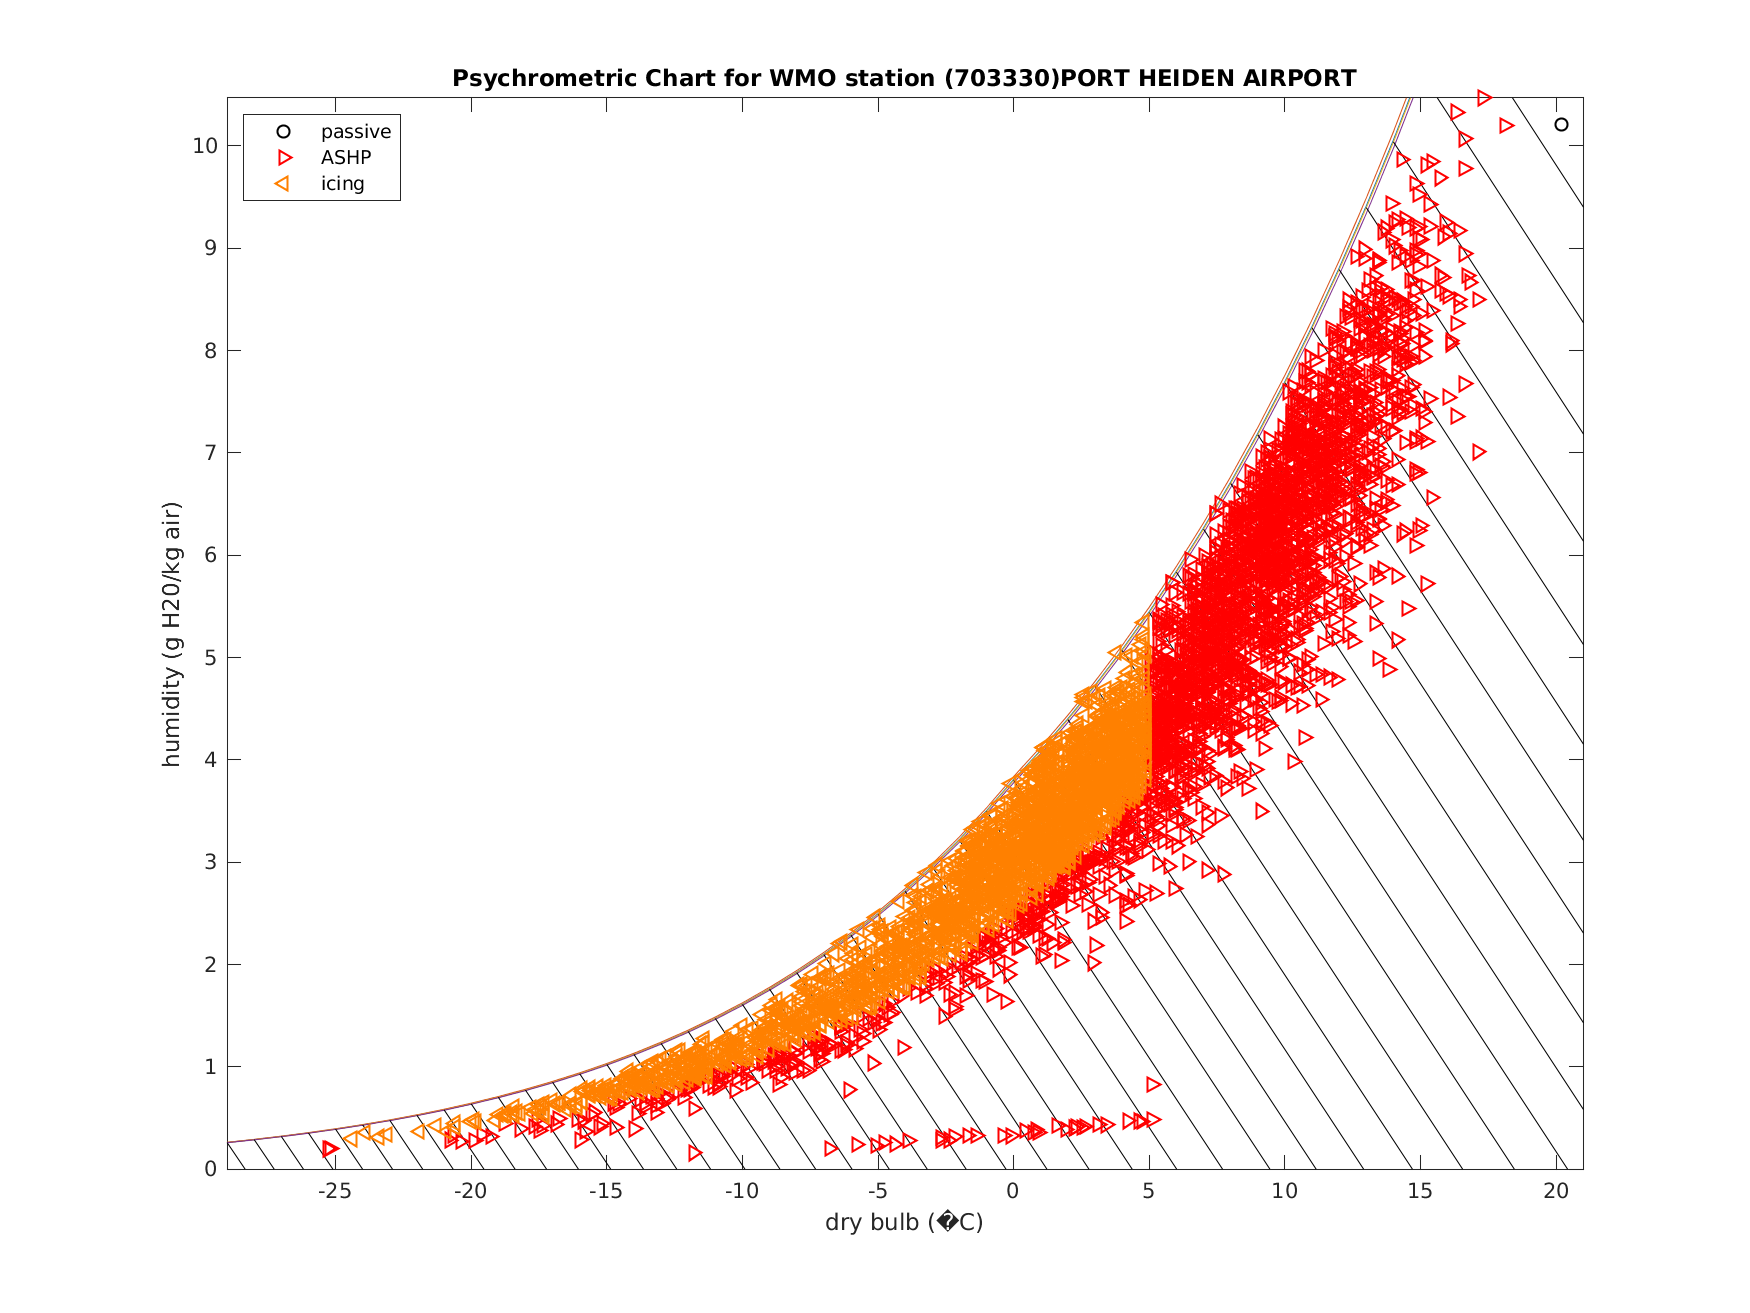 Psychrometric Chart for WMO station (703330)PORT HEIDEN AIRPORT
passive
ASHP
icing
humidity (g H20/kg air)
10
9
8
7
6
5
4
3
2
1
0
-25 -20 -15 -10 -5 0 5 10 15 20
dry bulb (�C)